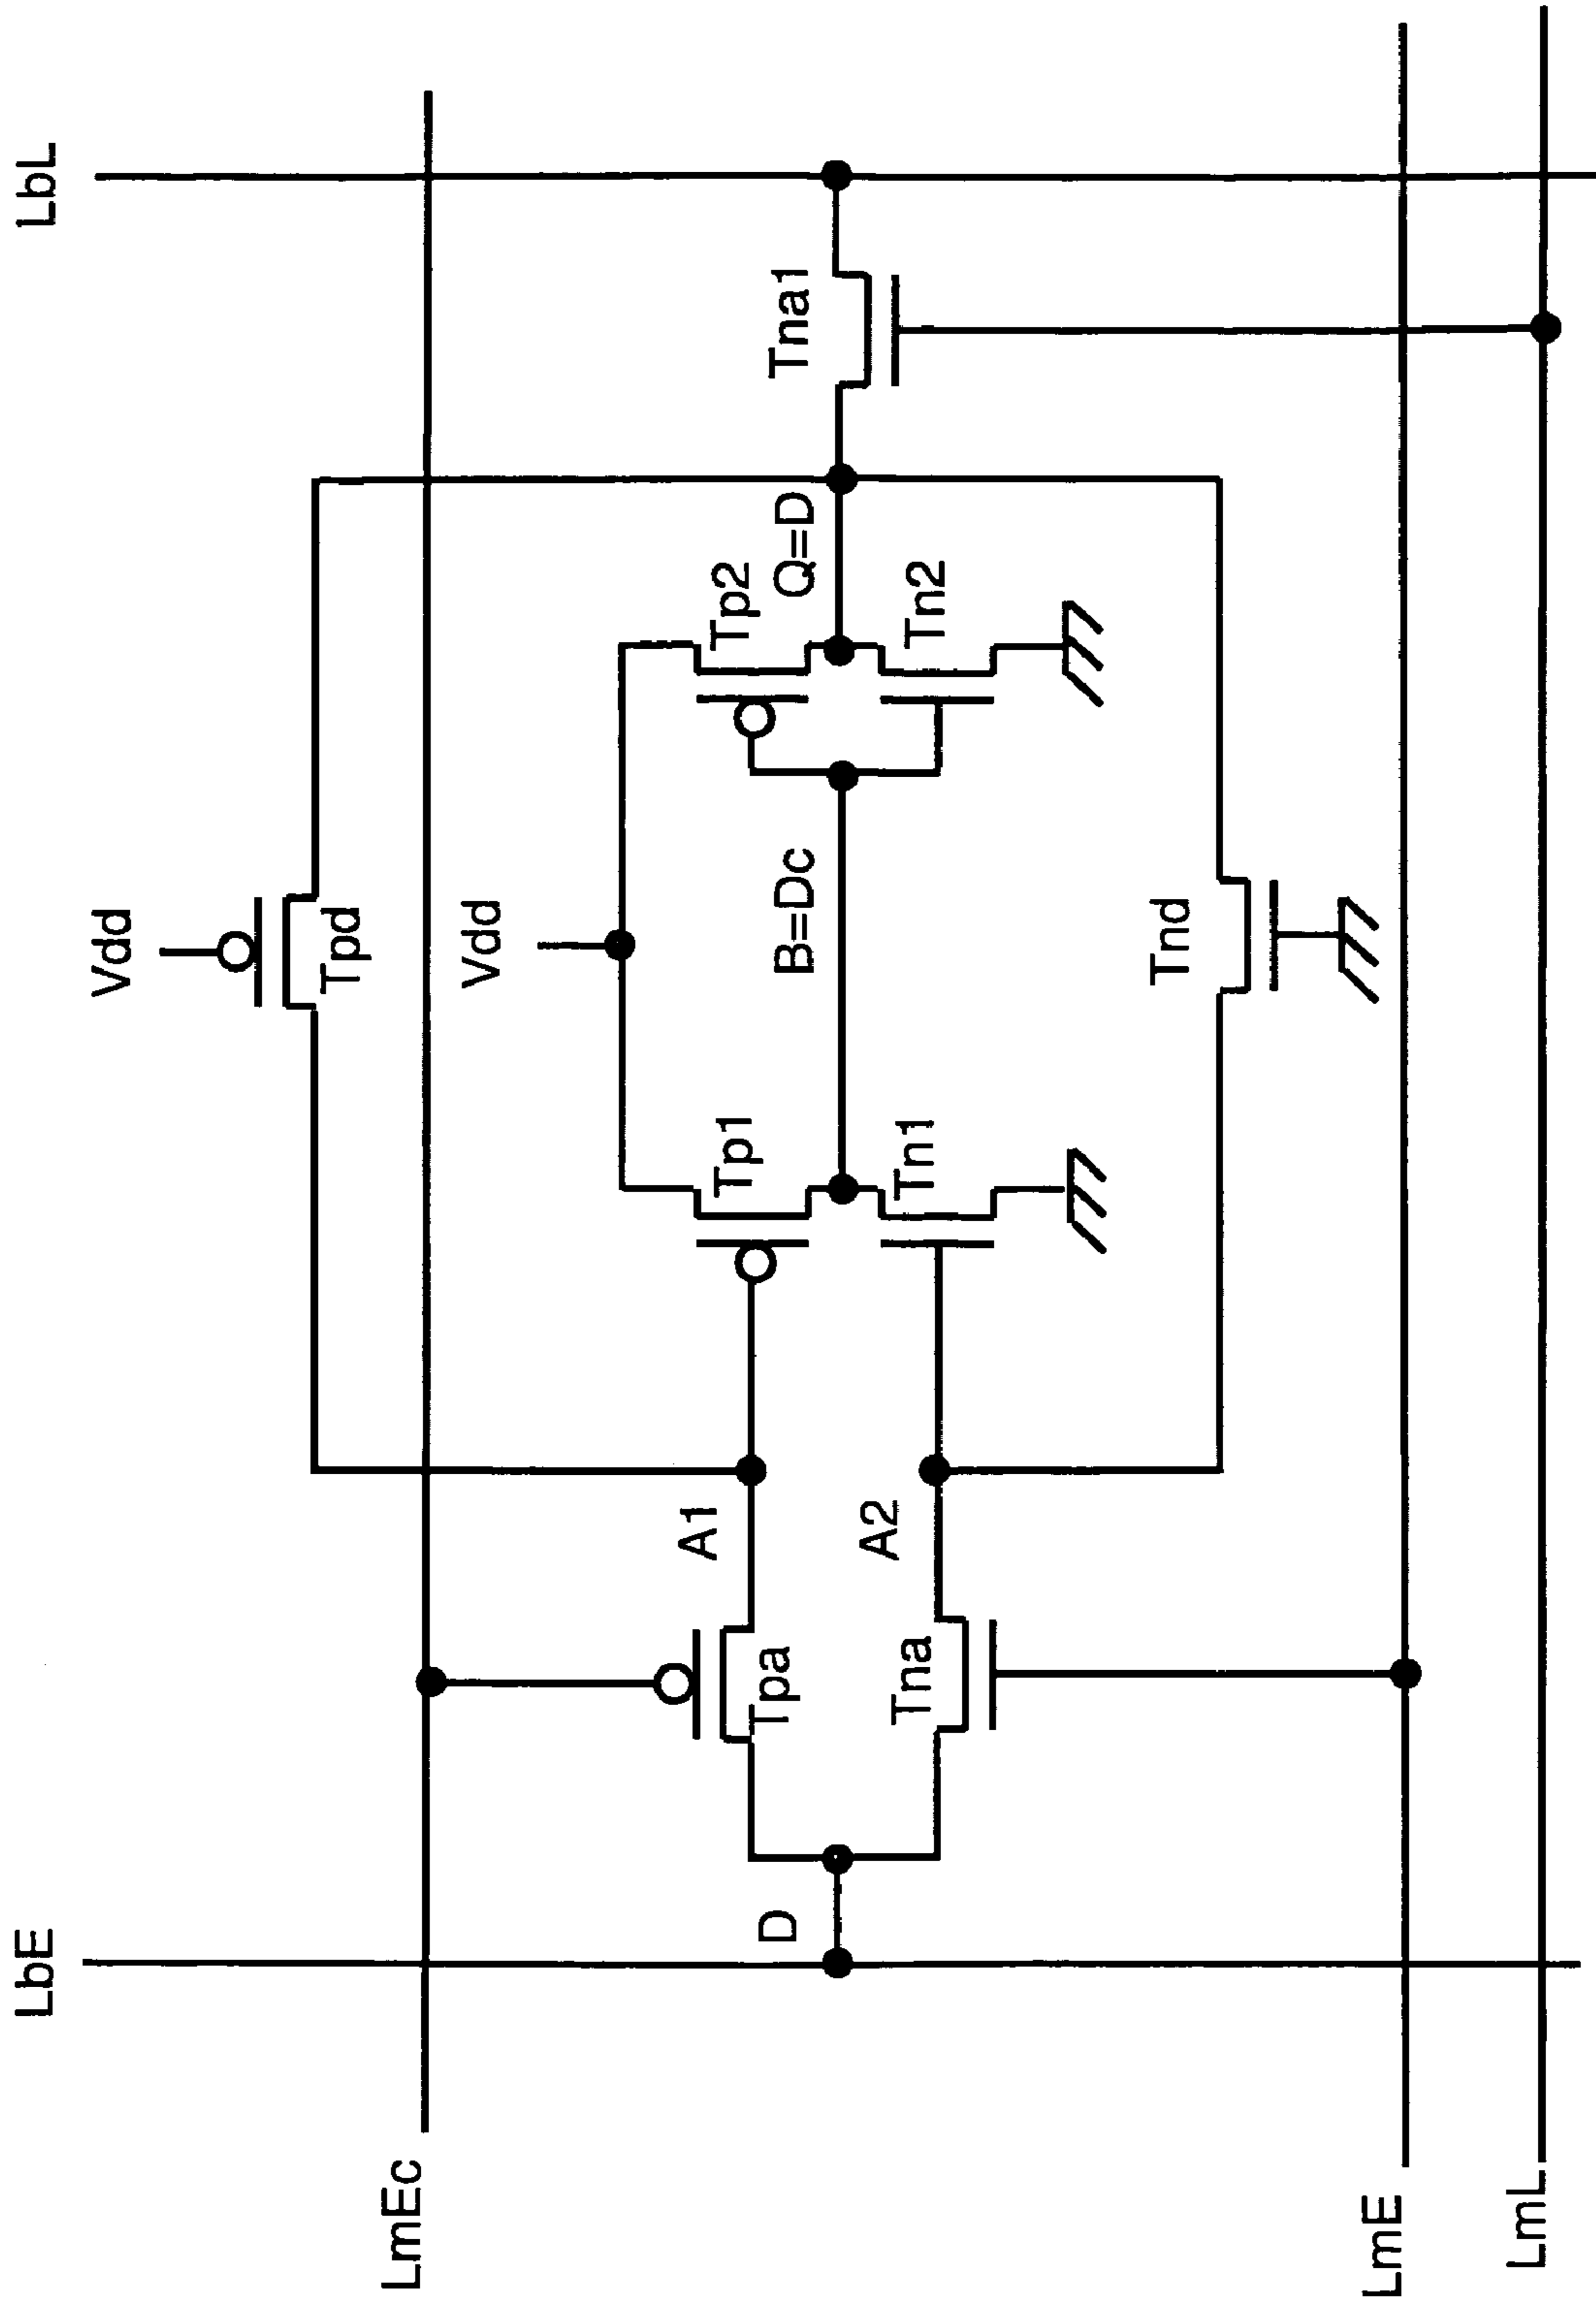 LbE
LbL
LmEc
Vdd
Tpd
Vdd
Tp1
Tp2
A1
Tpa
D
B=Dc
Q=D
Tna1
A2
Tna
Tn1
Tn2
Tnd
LmE
LmL